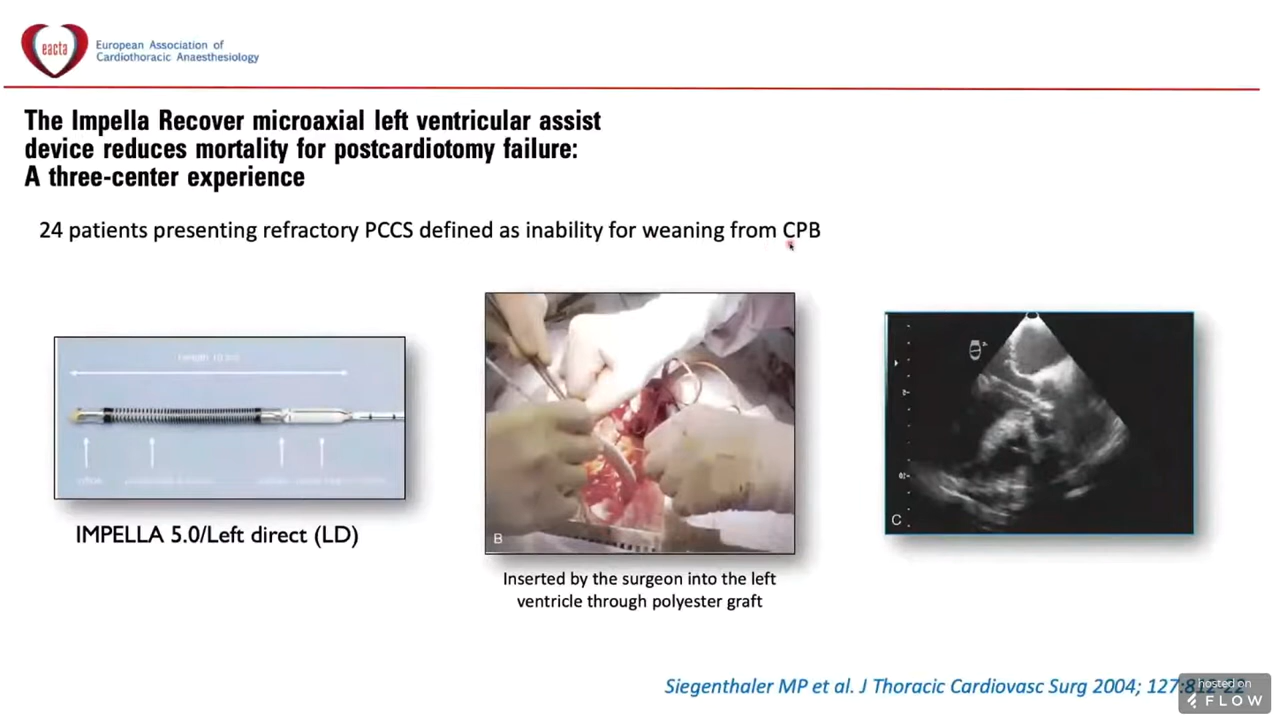 eacta
European Association of
Cardiothoracic Anaesthesiology
The Impella Recover microaxial left ventricular assist
device reduces mortality for postcardiotomy failure:
A three-center experience
24 patients presenting refractory PCCS defined as inability for weaning from CPB
IMPELLA 5.0/Left direct (LD)
B
Inserted by the surgeon into the left
ventricle through polyester graft
C
Siegenthaler MP et al. J Thoracic Cardiovasc Surg 2004; 127:812-22
hosted on
FLOW